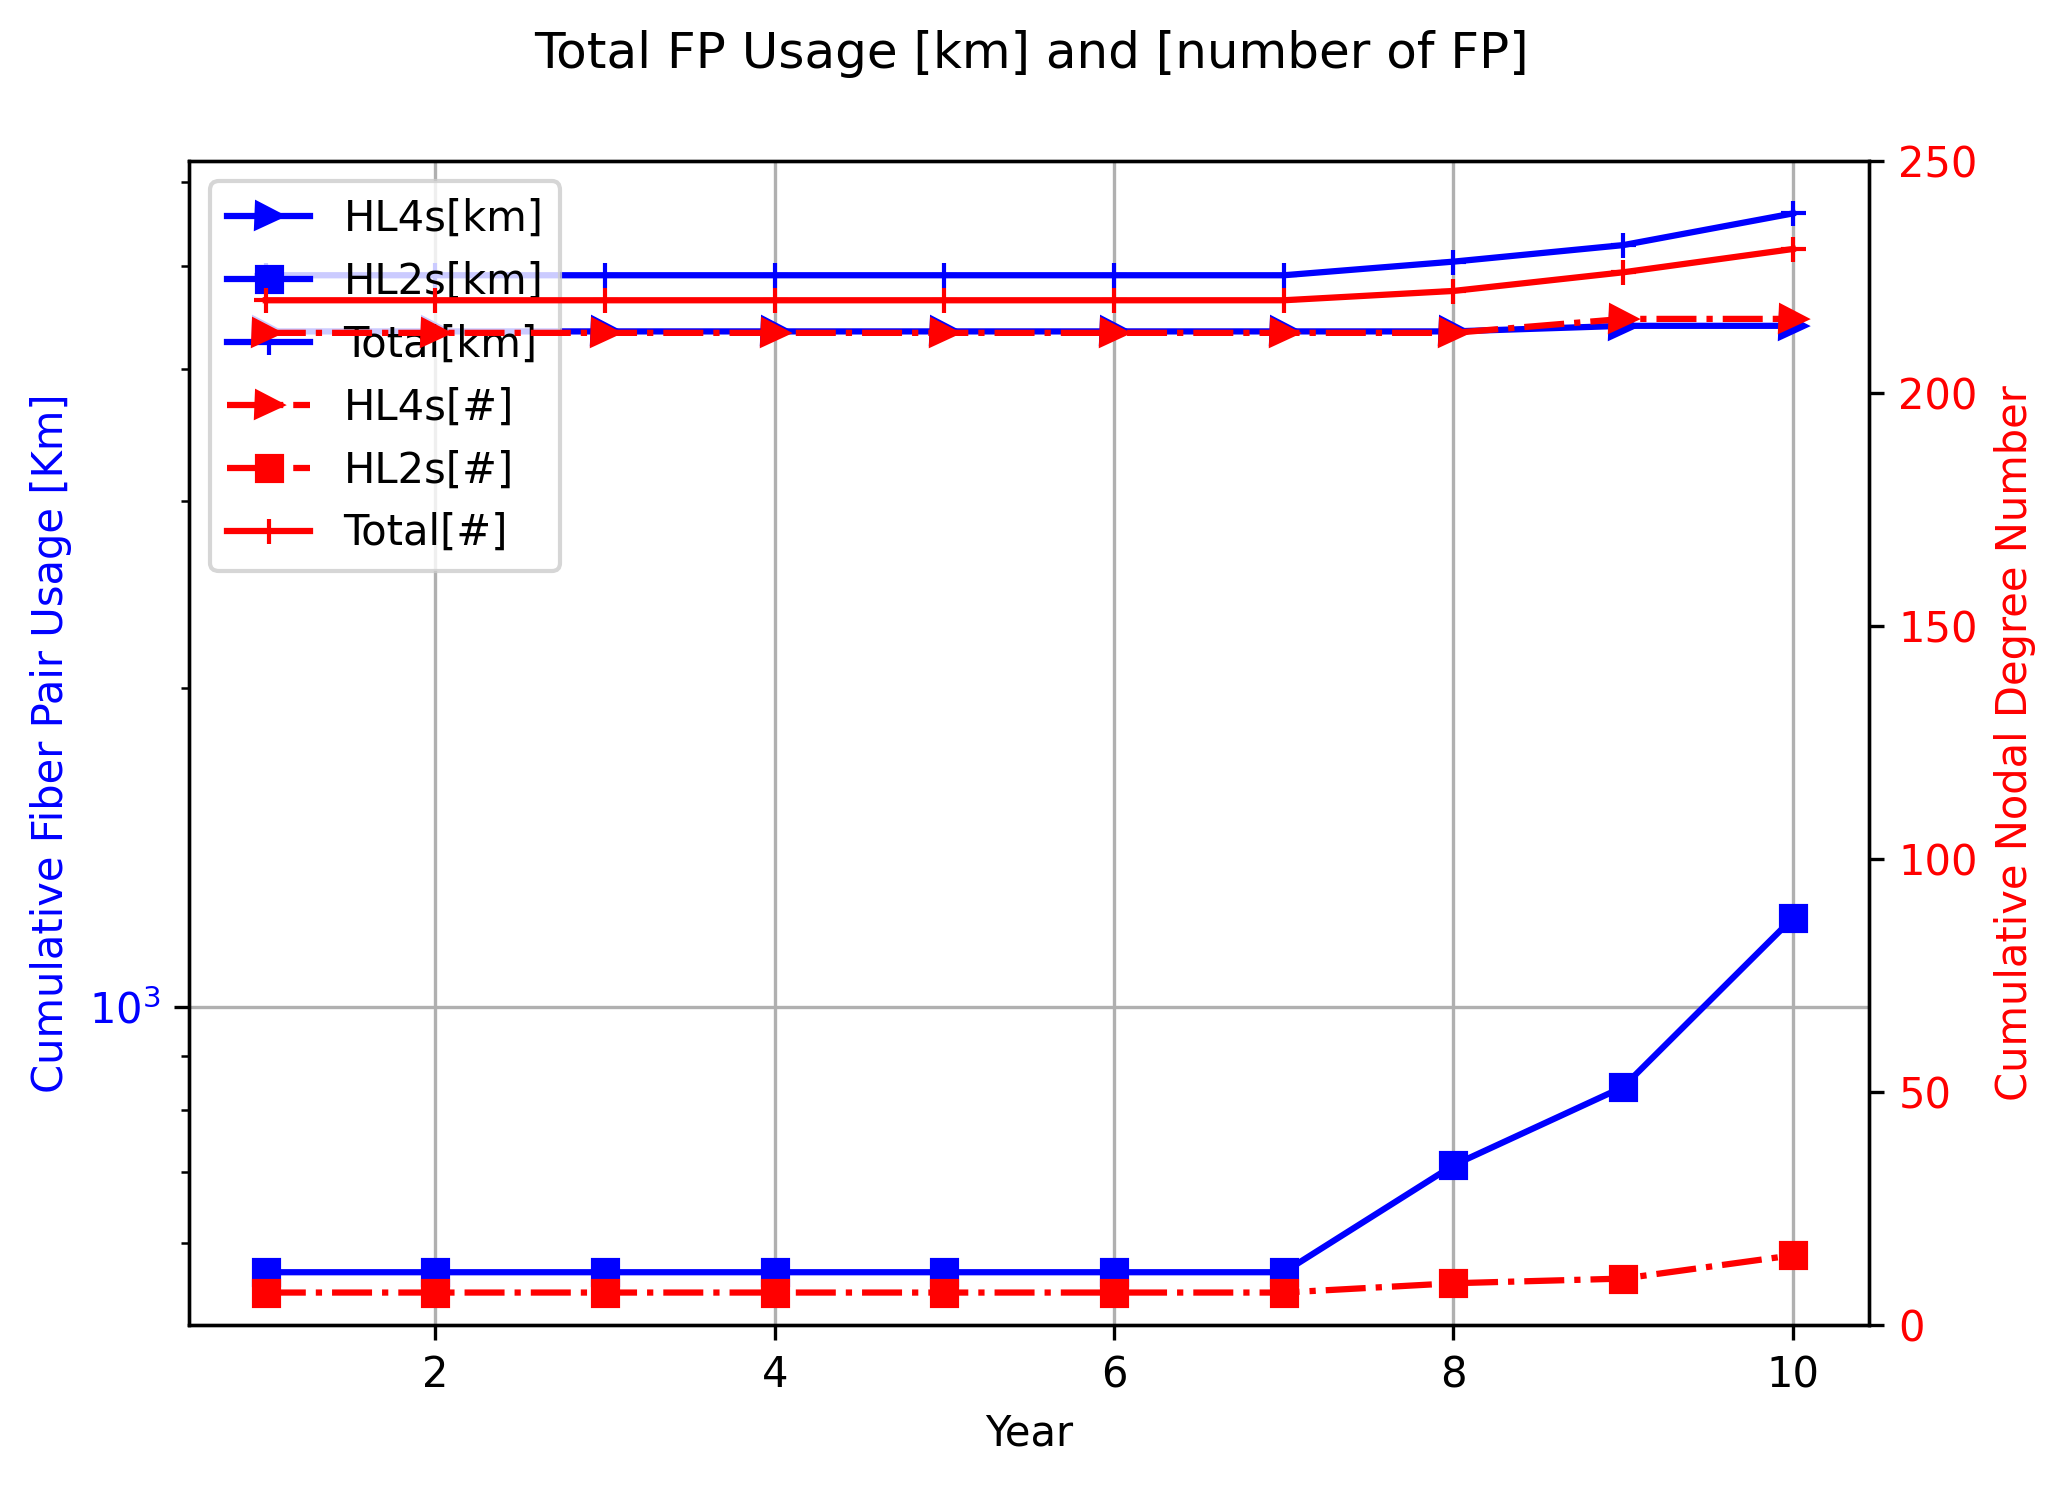 Total FP Usage [km] and [number of FP]
HL4s[km]
HL2s[km]
Total[km]
HL4s[#]
HL2s[#]
Total[#]
Cumulative Fiber Pair Usage [Km]
10³
250
200
150
100
50
0
Cumulative Nodal Degree Number
2 4 6 8 10
Year